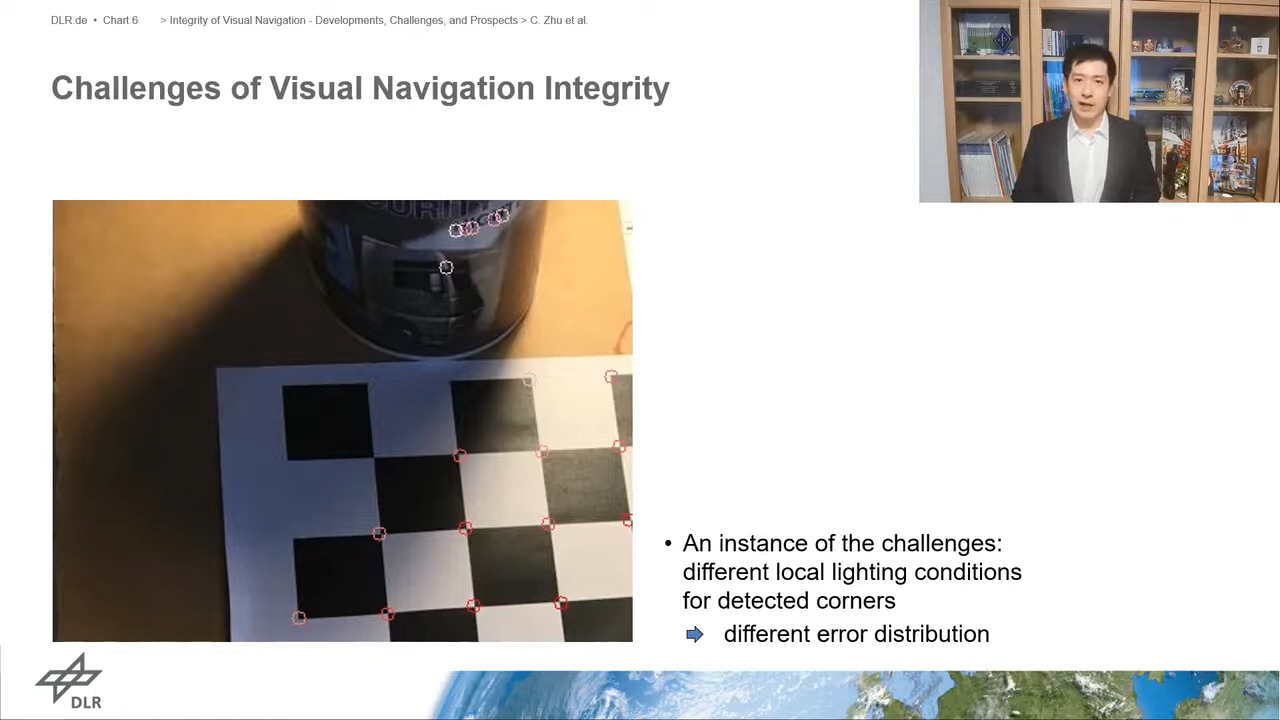 DLR.de • Chart 6 > Integrity of Visual Navigation - Developments, Challenges, and Prospects > C. Zhu et al.
Challenges of Visual Navigation Integrity
• An instance of the challenges:
different local lighting conditions
for detected corners
different error distribution
DLR